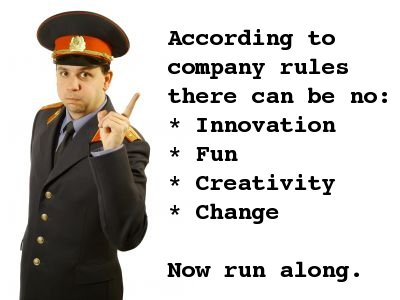 According to
company rules
there can be no:
* Innovation
* Fun
* Creativity
* Change
Now run along.